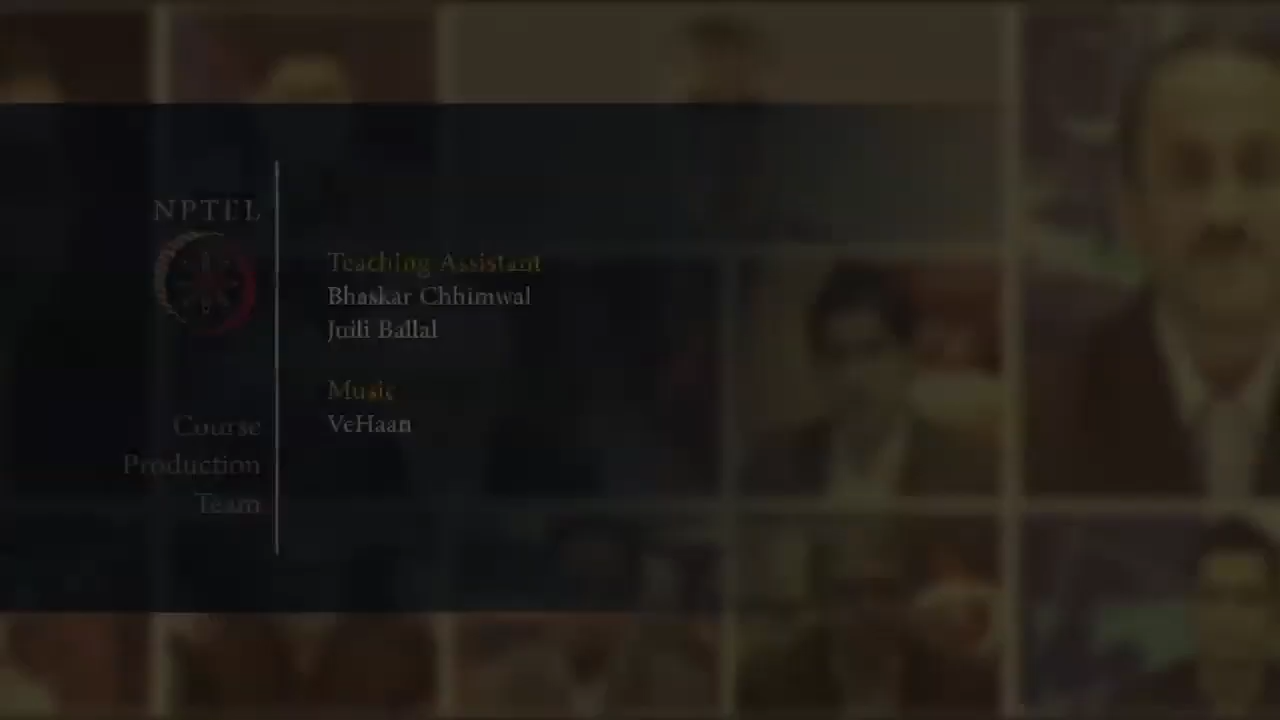 NPTEL
Course
Production
Team
Teaching Assistant
Bhaskar Chhimwal
Juili Ballal
Music
VeHaan